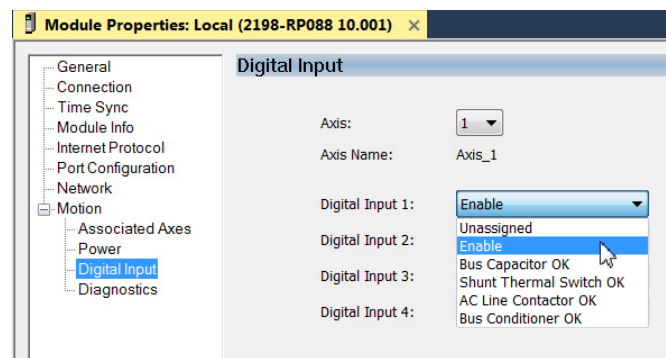 Module Properties: Local (2198-RP088 10.001) ×
General
Connection
Time Sync
Module Info
Internet Protocol
Port Configuration
Network
Motion
Associated Axes
Power
Digital Input
Diagnostics
Digital Input
Axis: 1
Axis Name: Axis_1
Digital Input 1: Enable
Digital Input 2:
Digital Input 3:
Digital Input 4:
Unassigned
Enable
Bus Capacitor OK
Shunt Thermal Switch OK
AC Line Contactor OK
Bus Conditioner OK